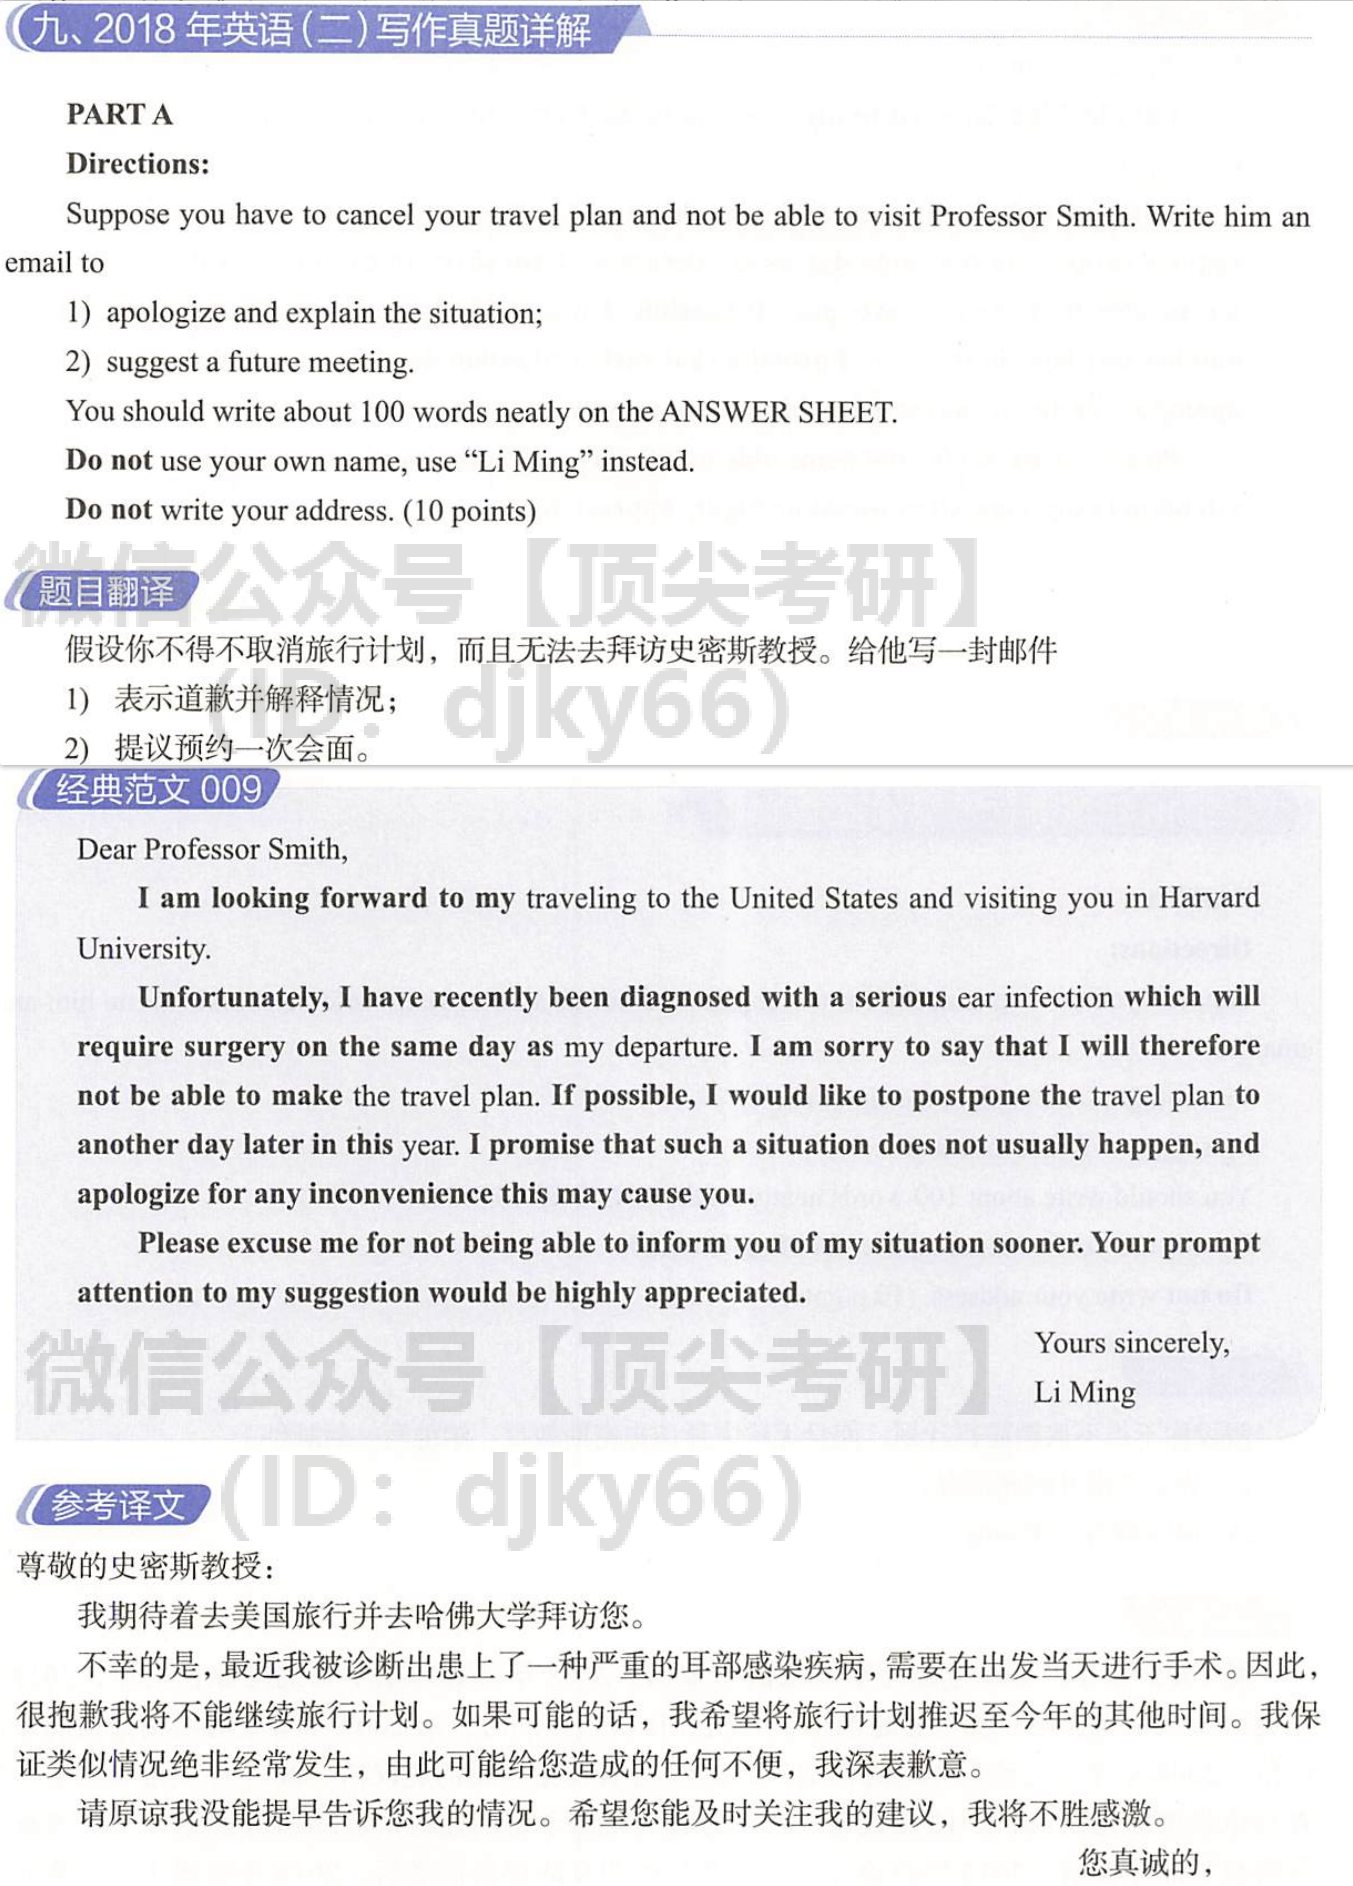 九、2018 年英语（二）写作真题详解
PART A
Directions:
Suppose you have to cancel your travel plan and not be able to visit Professor Smith. Write him an
email to
1) apologize and explain the situation;
2) suggest a future meeting.
You should write about 100 words neatly on the ANSWER SHEET.
Do not use your own name, use “Li Ming” instead.
Do not write your address. (10 points)
微信公众号【顶尖考研】
题目翻译
假设你不得不取消旅行计划，而且无法去拜访史密斯教授。给他写一封邮件
1) 表示道歉并解释情况；
(ID：djky66)
2) 提议预约一次会面。
经典范文 009
Dear Professor Smith,
I am looking forward to my traveling to the United States and visiting you in Harvard
University.
Unfortunately, I have recently been diagnosed with a serious ear infection which will
require surgery on the same day as my departure. I am sorry to say that I will therefore
not be able to make the travel plan. If possible, I would like to postpone the travel plan to
another day later in this year. I promise that such a situation does not usually happen, and
apologize for any inconvenience this may cause you.
Please excuse me for not being able to inform you of my situation sooner. Your prompt
attention to my suggestion would be highly appreciated.
Yours sincerely,
微信公众号【顶尖考研】
Li Ming
参考译文
(ID：djky66)
尊敬的史密斯教授：
我期待着去美国旅行并去哈佛大学拜访您。
不幸的是，最近我被诊断出患上了一种严重的耳部感染疾病，需要在出发当天进行手术。因此，
很抱歉我将不能继续旅行计划。如果可能的话，我希望将旅行计划推迟至今年的其他时间。我保
证类似情况绝非经常发生，由此可能给您造成的任何不便，我深表歉意。
请原谅我没能提早告诉您我的情况。希望您能及时关注我的建议，我将不胜感激。
您真诚的，